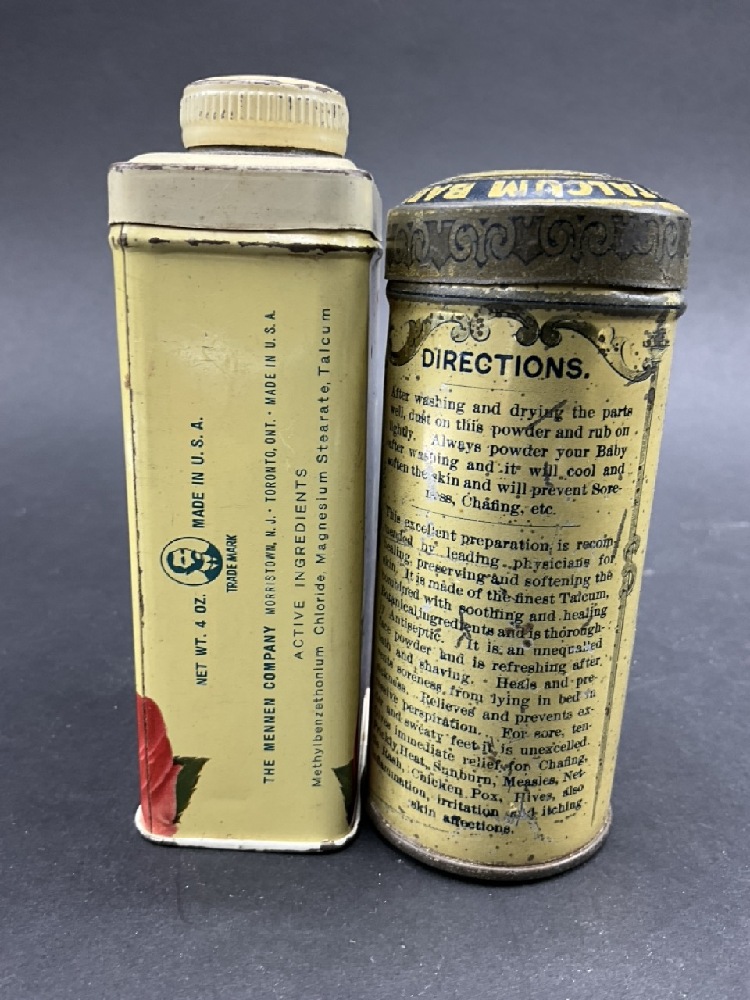 NET WT. 4 OZ. MADE IN U. S. A.
TRADE MARK
THE MENNEN COMPANY MORRISTOWN, N. J. · TORONTO, ONT. · MADE IN U. S. A.
ACTIVE INGREDIENTS
Methylbenzethonium Chloride, Magnesium Stearate, Talcum
TALCUM
DIRECTIONS.
After washing and drying the parts
well, dust on this powder and rub on
lightly. Always powder your Baby
after washing and it will cool and
soften the skin and will prevent Sore-
ness, Chafing, etc.
This excellent preparation, is recom-
mended by leading physicians for
healing, preserving and softening the
skin. It is made of the finest Talcum,
combined with soothing and healing
Botanical ingredients and is thorough-
Antiseptic. It is an unequalled
powder and is refreshing after
and shaving. Heals and pre-
soreness from lying in bed in
Relieves and prevents ex-
perspiration. For sore, ten-
and sweaty feet it is unexcelled.
immediate relief for Chafing,
Heat, Sunburn, Measles, Net-
Rash, Chicken Pox, Hives, also
irritation and itching
skin affections.